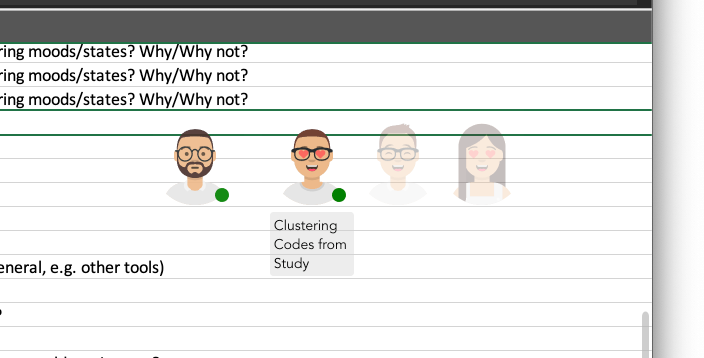 ring moods/states? Why/Why not?
ring moods/states? Why/Why not?
ring moods/states? Why/Why not?
Clustering
Codes from
Study
eneral, e.g. other tools)